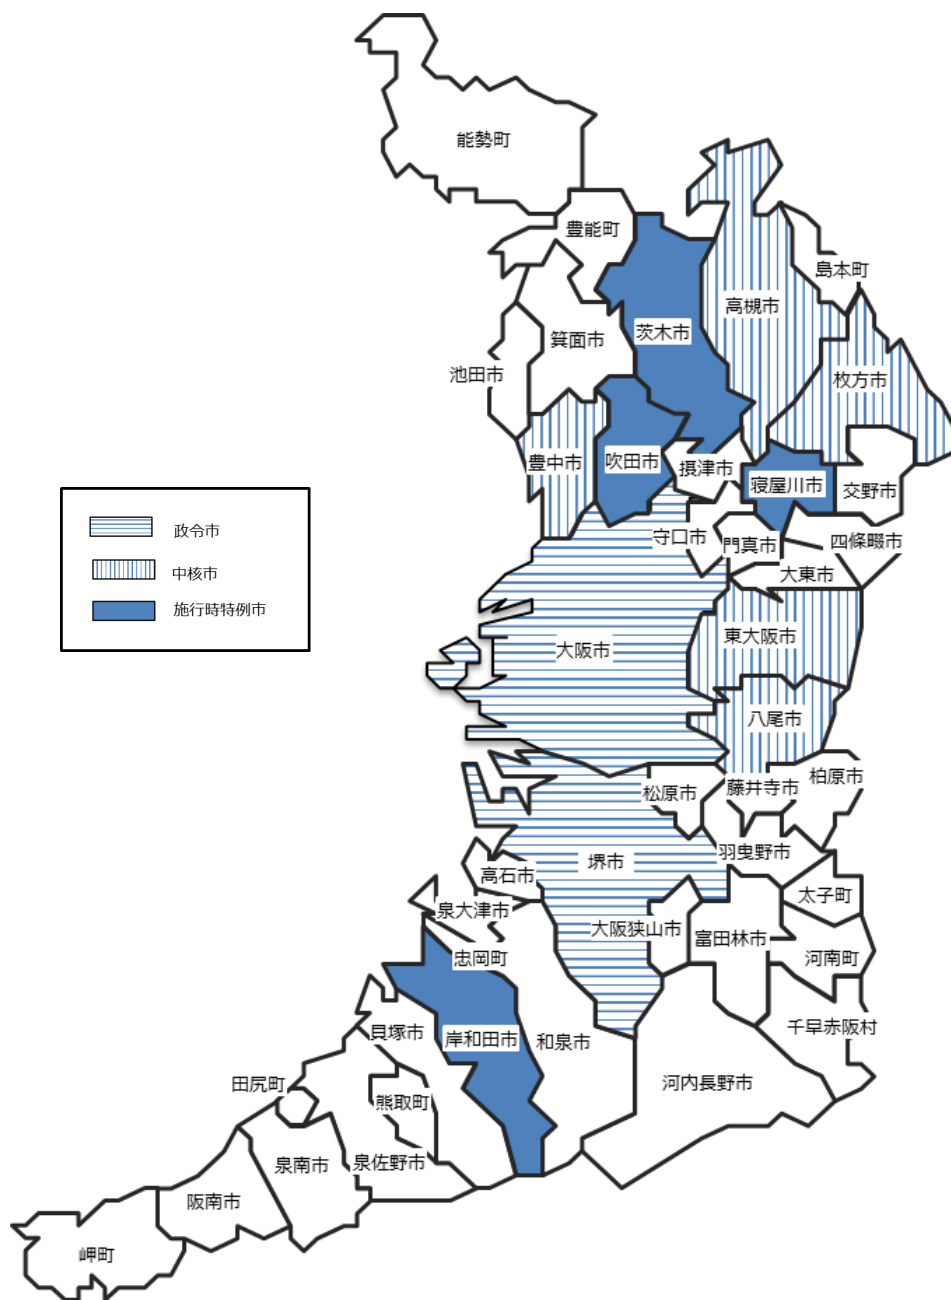 能勢町
豊能町
島本町
高槻市
茨木市
箕面市
池田市
枚方市
豊中市
吹田市
摂津市
寝屋川市
交野市
政令市
守口市
門真市
四條畷市
中核市
大東市
施行時特例市
東大阪市
大阪市
八尾市
柏原市
藤井寺市
松原市
羽曳野市
堺市
高石市
太子町
泉大津市
大阪狭山市
富田林市
忠岡町
河南町
千早赤阪村
貝塚市
岸和田市
和泉市
田尻町
河内長野市
熊取町
泉佐野市
泉南市
阪南市
岬町